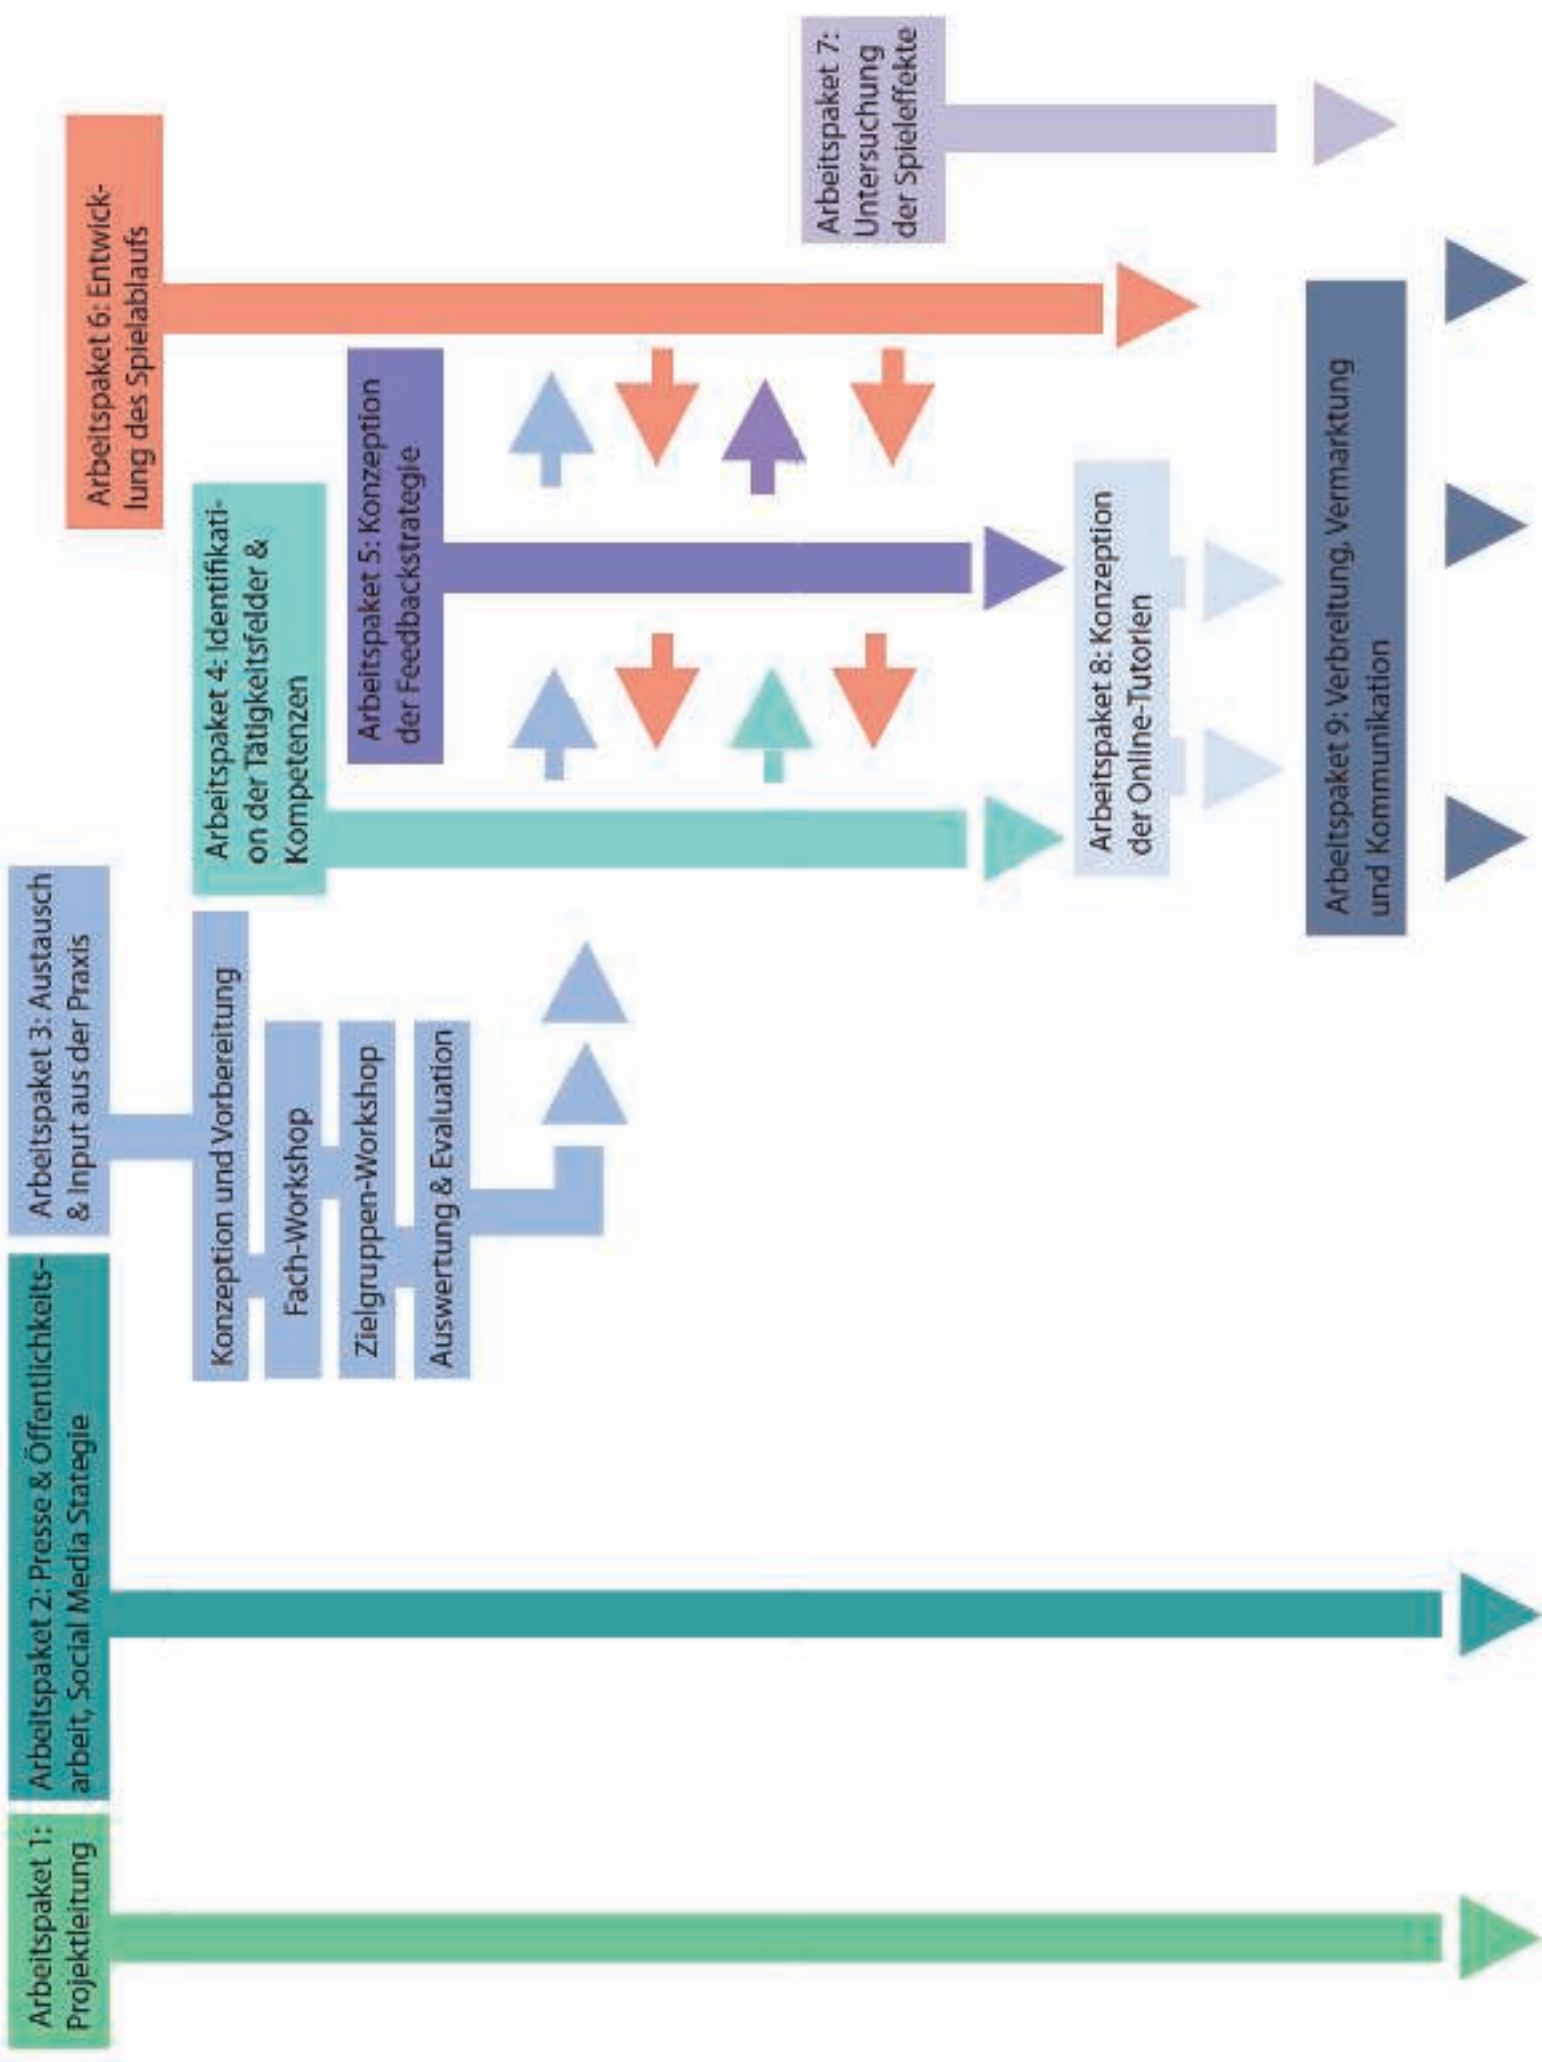 Arbeitspaket 1:
Projektleitung
Arbeitspaket 2: Presse & Öffentlichkeits-
arbeit, Social Media Stategie
Arbeitspaket 3: Austausch
& Input aus der Praxis
Konzeption und Vorbereitung
Fach-Workshop
Zielgruppen-Workshop
Auswertung & Evaluation
Arbeitspaket 4: Identifikati-
on der Tätigkeitsfelder &
Kompetenzen
Arbeitspaket 5: Konzeption
der Feedbackstrategie
Arbeitspaket 6: Entwick-
lung des Spielablaufs
Arbeitspaket 7:
Untersuchung
der Spieleffekte
Arbeitspaket 8: Konzeption
der Online-Tutorien
Arbeitspaket 9: Verbreitung, Vermarktung
und Kommunikation